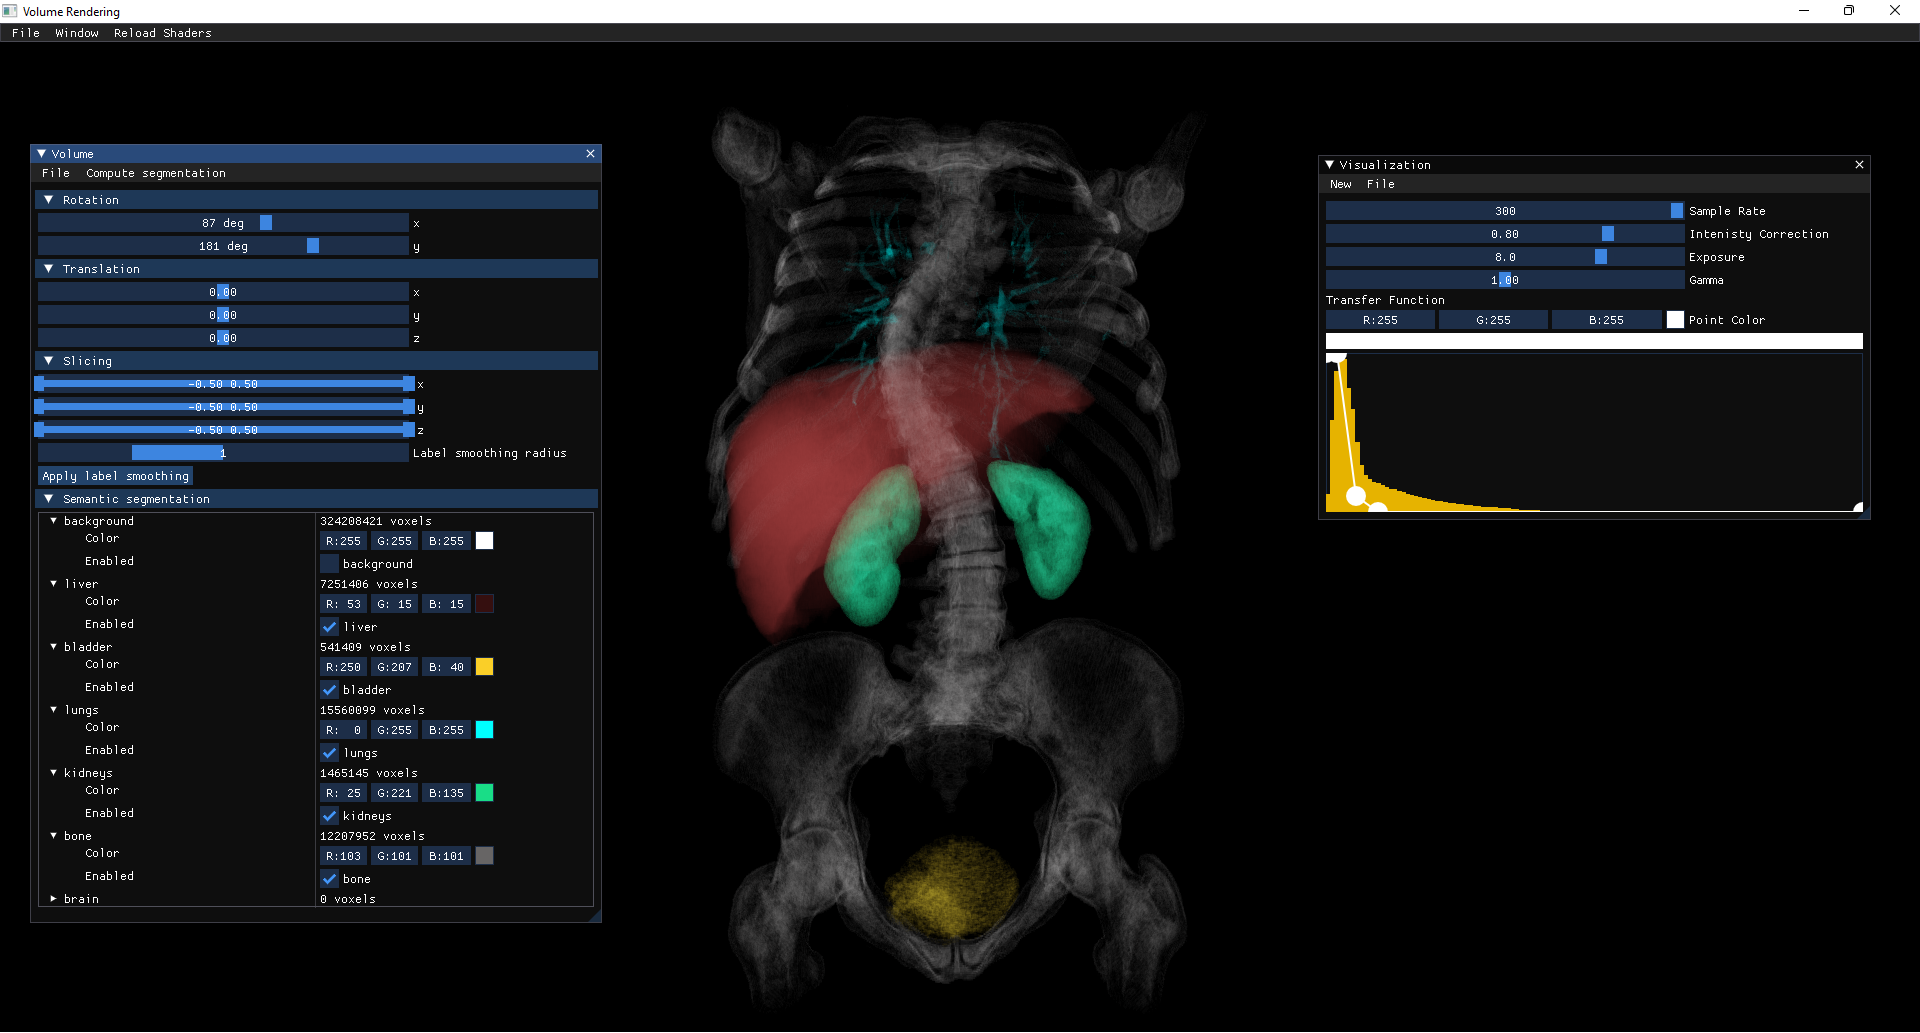 Volume Rendering
File Window Reload Shaders
Volume
File Compute segmentation
Rotation
87 deg x
181 deg y
Translation
0.00 x
0.00 y
0.00 z
Slicing
-0.50 0.50 x
-0.50 0.50 y
-0.50 0.50 z
1 Label smoothing radius
Apply label smoothing
Semantic segmentation
background 324208421 voxels
Color R:255 G:255 B:255
Enabled background
liver 7251406 voxels
Color R: 53 G: 15 B: 15
Enabled liver
bladder 541409 voxels
Color R:250 G:207 B: 40
Enabled bladder
lungs 15560099 voxels
Color R: 0 G:255 B:255
Enabled lungs
kidneys 1465145 voxels
Color R: 25 G:221 B:135
Enabled kidneys
bone 12207952 voxels
Color R:103 G:101 B:101
Enabled bone
brain 0 voxels
Visualization
New File
300 Sample Rate
0.80 Intenisty Correction
8.0 Exposure
1.00 Gamma
Transfer Function
R:255 G:255 B:255 Point Color